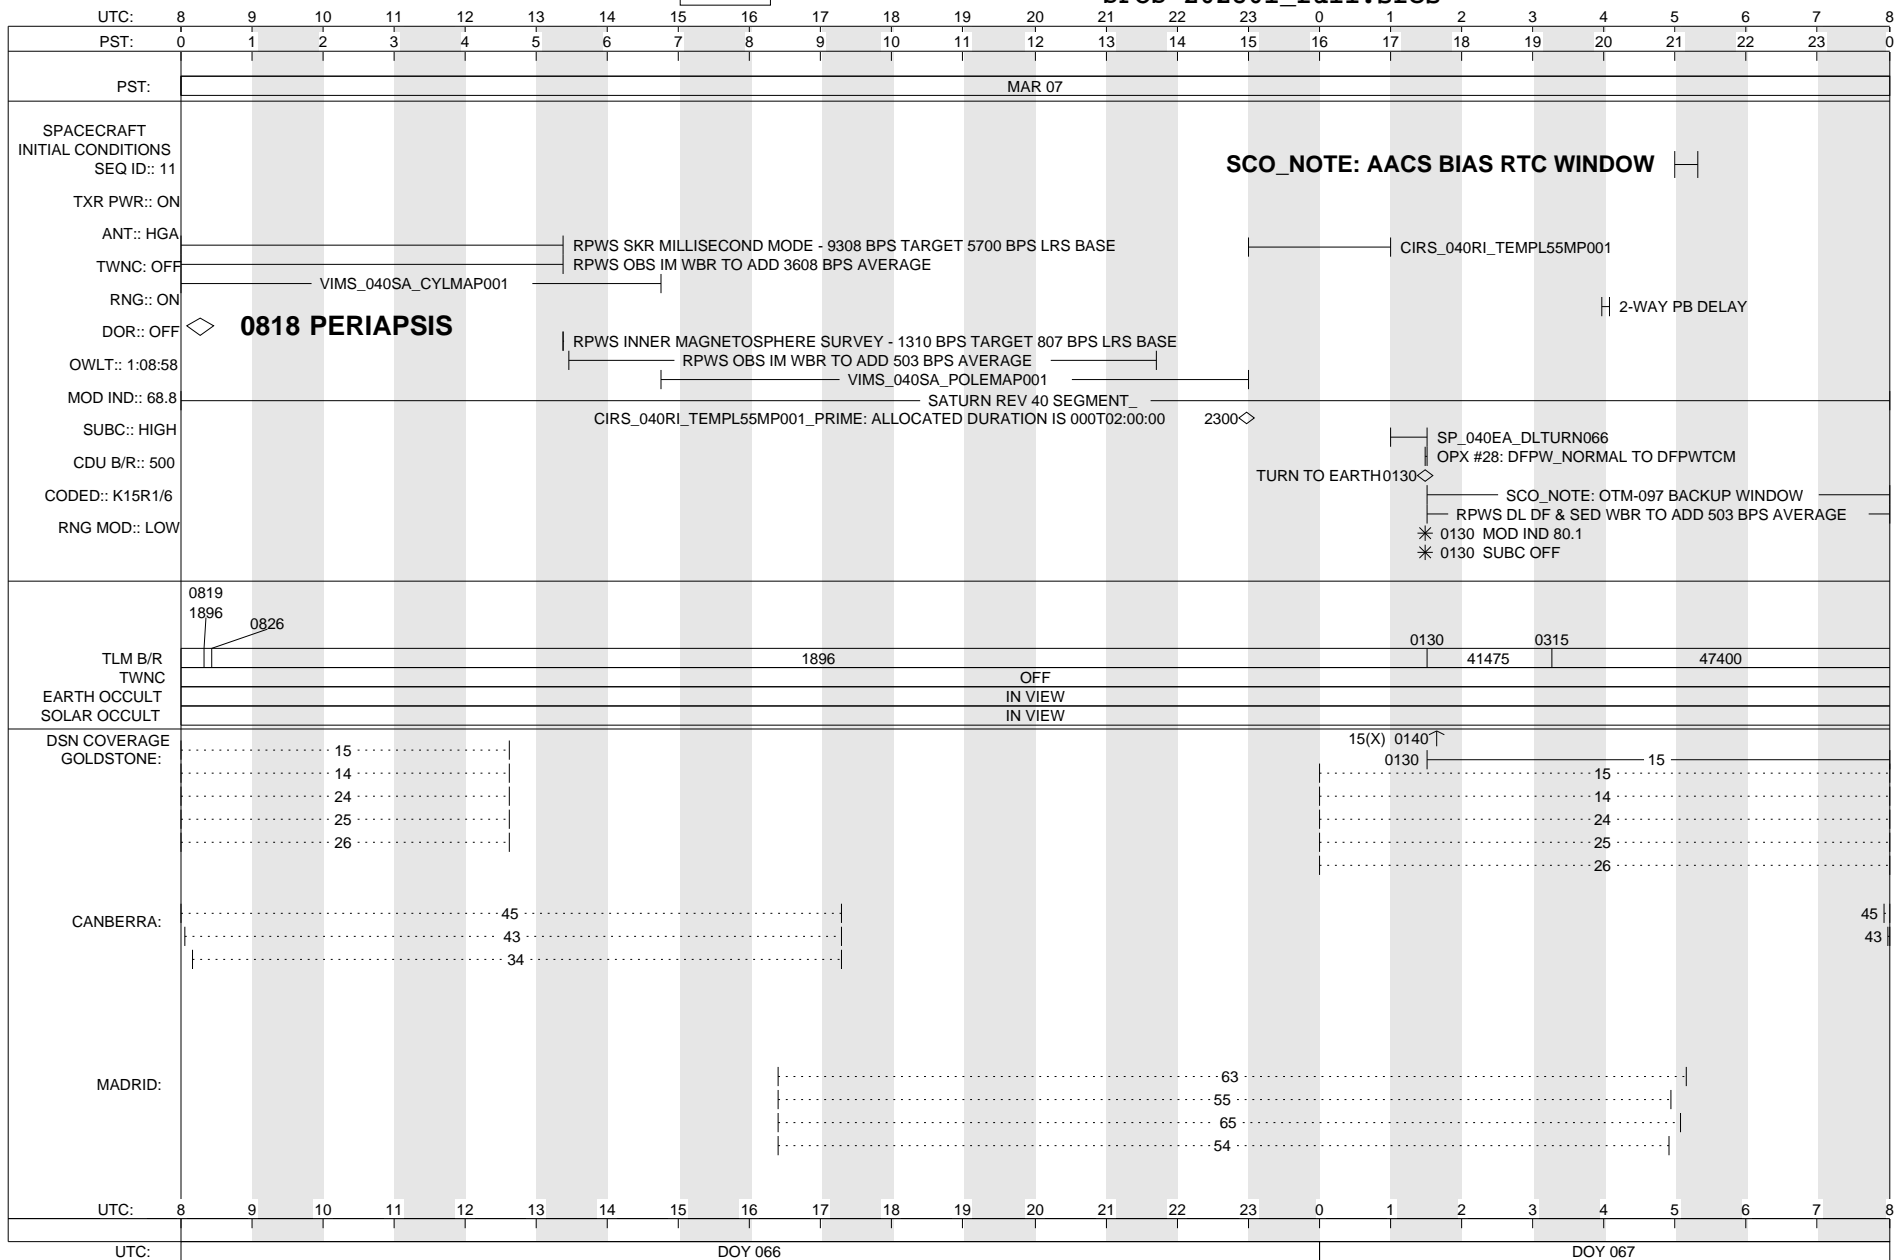 UTC: 8 9 10 11 12 13 14 15 16 17 18 19 20 21 22 23 0 1 2 3 4 5 6 7 8
PST: 0 1 2 3 4 5 6 7 8 9 10 11 12 13 14 15 16 17 18 19 20 21 22 23 0
PST: MAR 07
SPACECRAFT
INITIAL CONDITIONS
SEQ ID:: 11
SCO_NOTE: AACS BIAS RTC WINDOW
TXR PWR:: ON
ANT:: HGA
RPWS SKR MILLISECOND MODE - 9308 BPS TARGET 5700 BPS LRS BASE
CIRS_040RI_TEMPL55MP001
TWNC: OFF
RPWS OBS IM WBR TO ADD 3608 BPS AVERAGE
VIMS_040SA_CYLMAP001
RNG:: ON
2-WAY PB DELAY
DOR:: OFF
0818 PERIAPSIS
RPWS INNER MAGNETOSPHERE SURVEY - 1310 BPS TARGET 807 BPS LRS BASE
OWLT:: 1:08:58
RPWS OBS IM WBR TO ADD 503 BPS AVERAGE
VIMS_040SA_POLEMAP001
MOD IND:: 68.8
SATURN REV 40 SEGMENT_
CIRS_040RI_TEMPL55MP001_PRIME: ALLOCATED DURATION IS 000T02:00:00 2300
SUBC:: HIGH
SP_040EA_DLTURN066
CDU B/R:: 500
OPX #28: DFPW_NORMAL TO DFPWTCM
TURN TO EARTH 0130
CODED:: K15R1/6
SCO_NOTE: OTM-097 BACKUP WINDOW
RPWS DL DF & SED WBR TO ADD 503 BPS AVERAGE
RNG MOD:: LOW
0130 MOD IND 80.1
0130 SUBC OFF
0819
1896
0826
0130 0315
TLM B/R 1896 41475 47400
TWNC OFF
EARTH OCCULT IN VIEW
SOLAR OCCULT IN VIEW
DSN COVERAGE
15(X) 0140
GOLDSTONE:
15
0130 15
14 15
24 14
25 24
26 25
26
CANBERRA:
45 45
43 43
34
MADRID:
63
55
65
54
UTC: 8 9 10 11 12 13 14 15 16 17 18 19 20 21 22 23 0 1 2 3 4 5 6 7 8
UTC: DOY 066 DOY 067